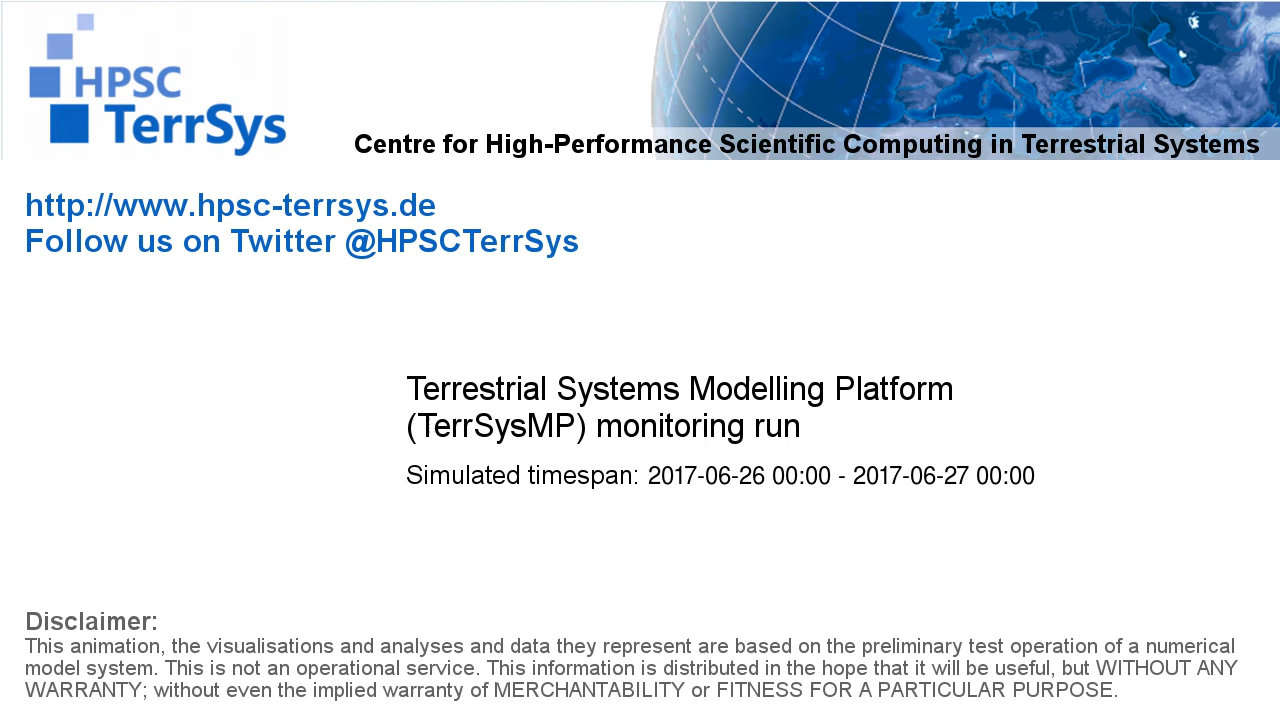 HPSC
TerrSys
Centre for High-Performance Scientific Computing in Terrestrial Systems
http://www.hpsc-terrsys.de
Follow us on Twitter @HPSCTerrSys
Terrestrial Systems Modelling Platform
(TerrSysMP) monitoring run
Simulated timespan: 2017-06-26 00:00 - 2017-06-27 00:00
Disclaimer:
This animation, the visualisations and analyses and data they represent are based on the preliminary test operation of a numerical
model system. This is not an operational service. This information is distributed in the hope that it will be useful, but WITHOUT ANY
WARRANTY; without even the implied warranty of MERCHANTABILITY or FITNESS FOR A PARTICULAR PURPOSE.